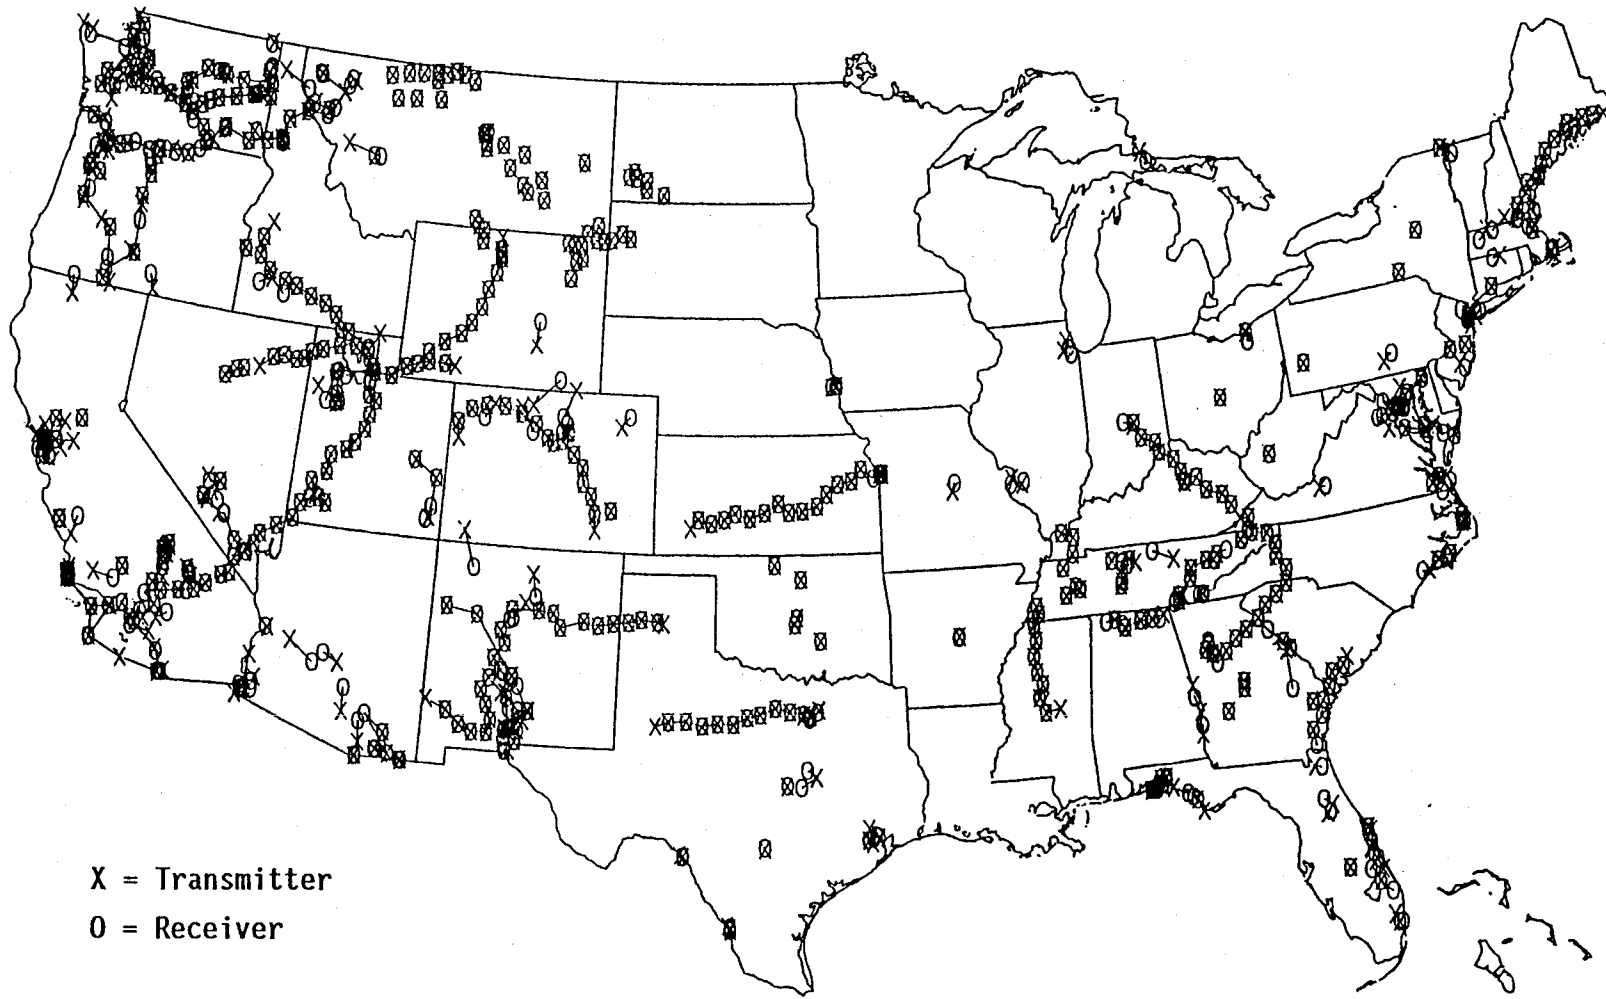 X = Transmitter
O = Receiver